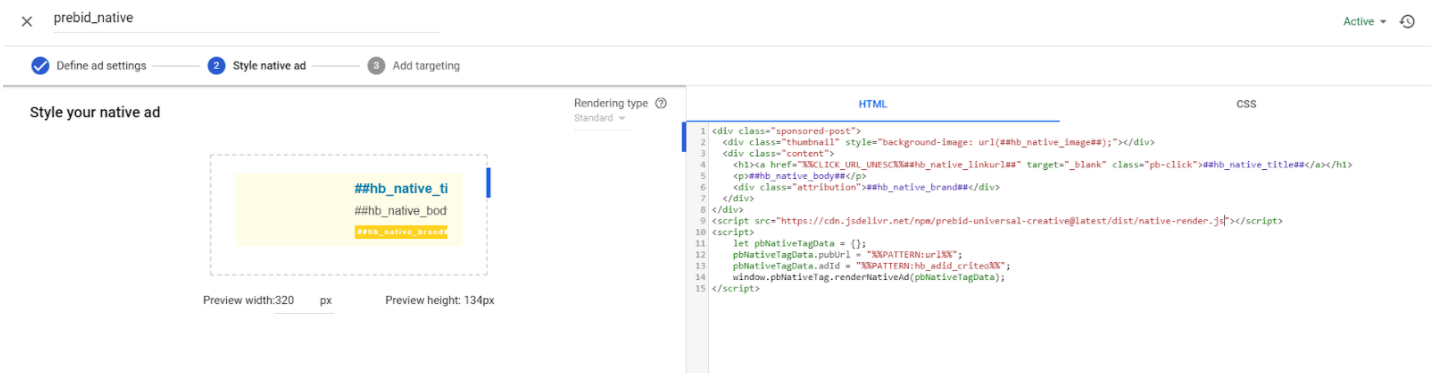 prebid_native
Active
Define ad settings
2 Style native ad
3 Add targeting
Style your native ad
Rendering type
Standard
##hb_native_ti
##hb_native_bod
##hb_native_brand#
Preview width:320 px
Preview height: 134px
HTML
CSS
1 <div class="sponsored-post">
2 <div class="thumbnail" style="background-image: url(##hb_native_image##);"></div>
3 <div class="content">
4 <h1><a href="%%CLICK_URL_UNESC%%##hb_native_linkurl##" target="_blank" class="pb-click">##hb_native_title##</a></h1>
5 <p>##hb_native_body##</p>
6 <div class="attribution">##hb_native_brand##</div>
7 </div>
8 </div>
9 <script src="https://cdn.jsdelivr.net/npm/prebid-universal-creative@latest/dist/native-render.js"></script>
10 <script>
11 let pbNativeTagData = {};
12 pbNativeTagData.pubUrl = "%%PATTERN:url%%";
13 pbNativeTagData.adId = "%%PATTERN:hb_adid_criteo%%";
14 window.pbNativeTag.renderNativeAd(pbNativeTagData);
15 </script>